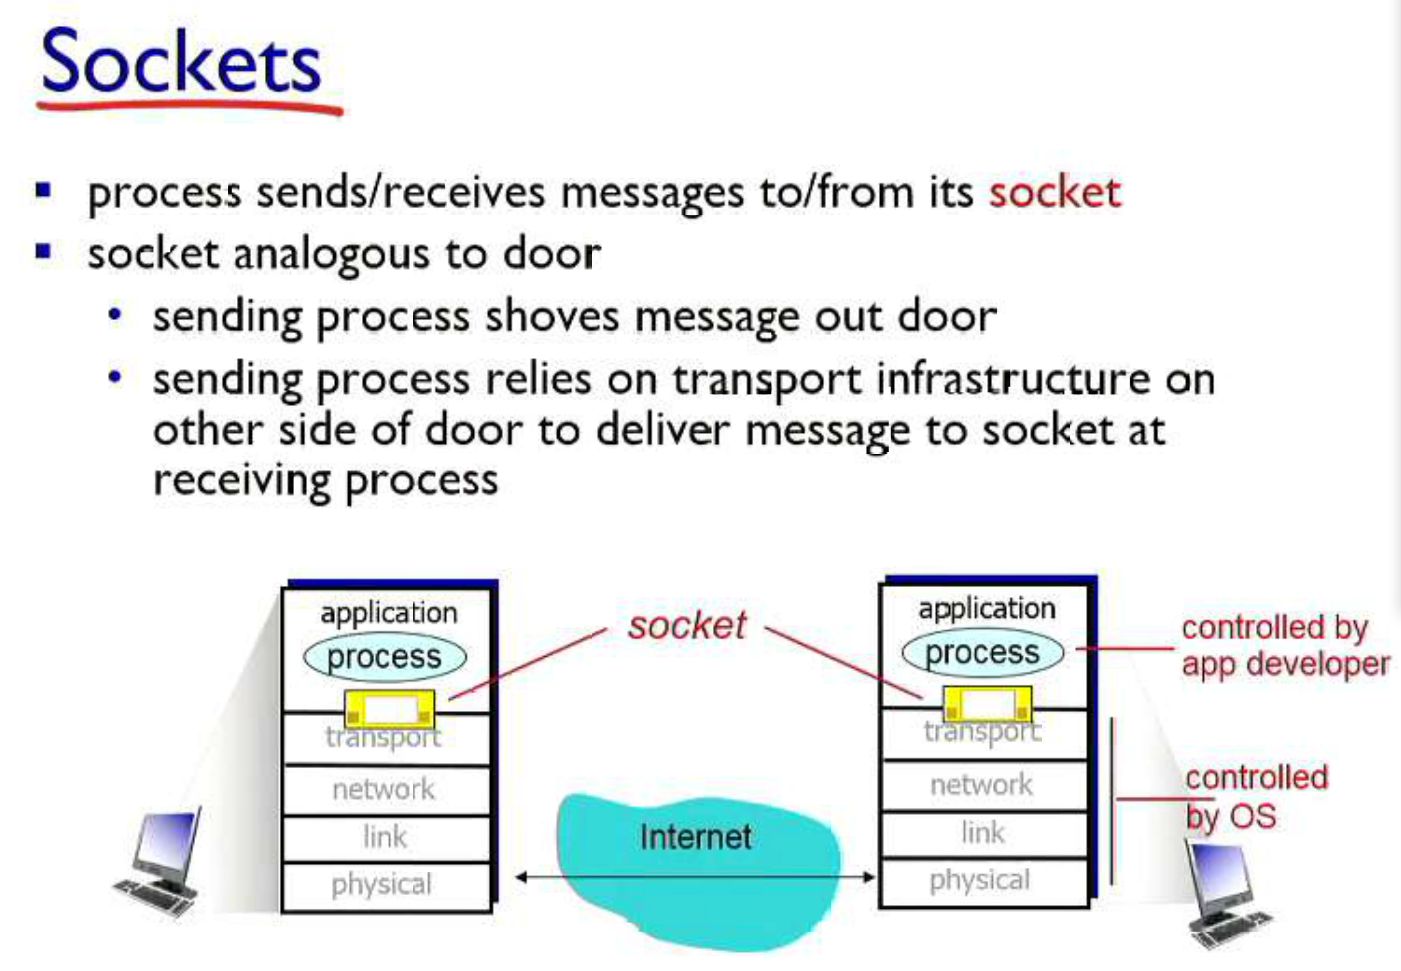 Sockets
process sends/receives messages to/from its socket
socket analogous to door
sending process shoves message out door
sending process relies on transport infrastructure on
other side of door to deliver message to socket at
receiving process
application
process
transport
network
link
physical
socket
Internet
application
process
transport
network
link
physical
controlled by
app developer
controlled
by OS